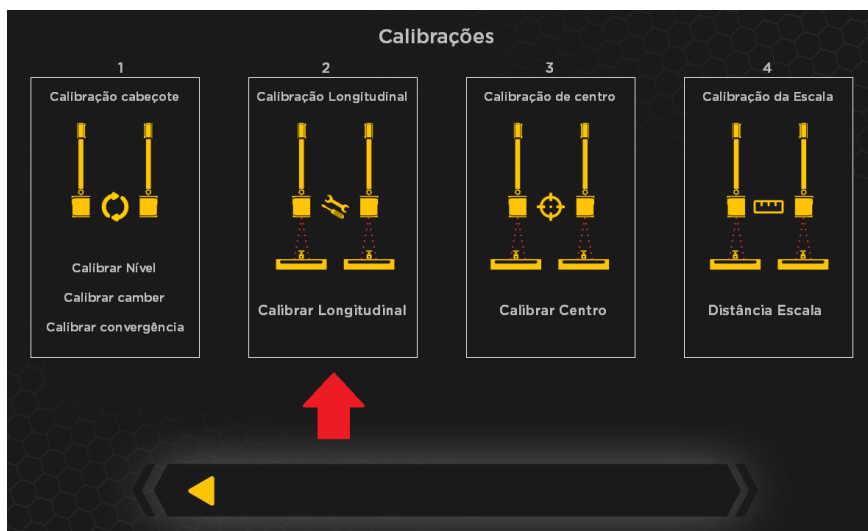 Calibrações
1
Calibração cabeçote
Calibrar Nível
Calibrar camber
Calibrar convergência
2
Calibração Longitudinal
Calibrar Longitudinal
3
Calibração de centro
Calibrar Centro
4
Calibração da Escala
Distância Escala